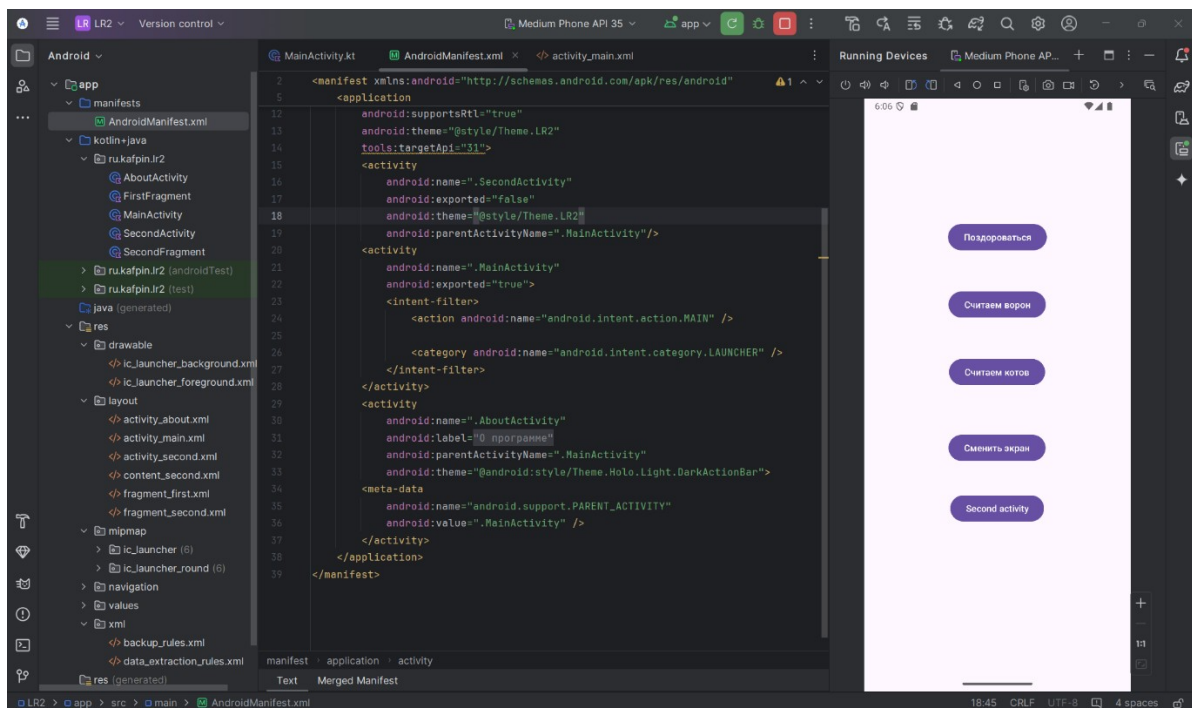 LR LR2 Version control Medium Phone API 35 app
Android
app
manifests
AndroidManifest.xml
kotlin+java
ru.kafpin.lr2
AboutActivity
FirstFragment
MainActivity
SecondActivity
SecondFragment
ru.kafpin.lr2 (androidTest)
ru.kafpin.lr2 (test)
java (generated)
res
drawable
ic_launcher_background.xml
ic_launcher_foreground.xml
layout
activity_about.xml
activity_main.xml
activity_second.xml
content_second.xml
fragment_first.xml
fragment_second.xml
mipmap
ic_launcher (6)
ic_launcher_round (6)
navigation
values
xml
backup_rules.xml
data_extraction_rules.xml
res (generated)
MainActivity.kt AndroidManifest.xml activity_main.xml
2 <manifest xmlns:android="http://schemas.android.com/apk/res/android" 1
5 <application
12 android:supportsRtl="true"
13 android:theme="@style/Theme.LR2"
14 tools:targetApi="31">
15 <activity
16 android:name=".SecondActivity"
17 android:exported="false"
18 android:theme="@style/Theme.LR2"
19 android:parentActivityName=".MainActivity"/>
20 <activity
21 android:name=".MainActivity"
22 android:exported="true">
23 <intent-filter>
24 <action android:name="android.intent.action.MAIN" />
25
26 <category android:name="android.intent.category.LAUNCHER" />
27 </intent-filter>
28 </activity>
29 <activity
30 android:name=".AboutActivity"
31 android:label="О программе"
32 android:parentActivityName=".MainActivity"
33 android:theme="@android:style/Theme.Holo.Light.DarkActionBar">
34 <meta-data
35 android:name="android.support.PARENT_ACTIVITY"
36 android:value=".MainActivity" />
37 </activity>
38 </application>
39 </manifest>
manifest application activity
Text Merged Manifest
Running Devices Medium Phone AP...
6:06
Поздороваться
Считаем ворон
Считаем котов
Сменить экран
Second activity
1:1
LR2 > app > src > main > AndroidManifest.xml 18:45 CRLF UTF-8 4 spaces